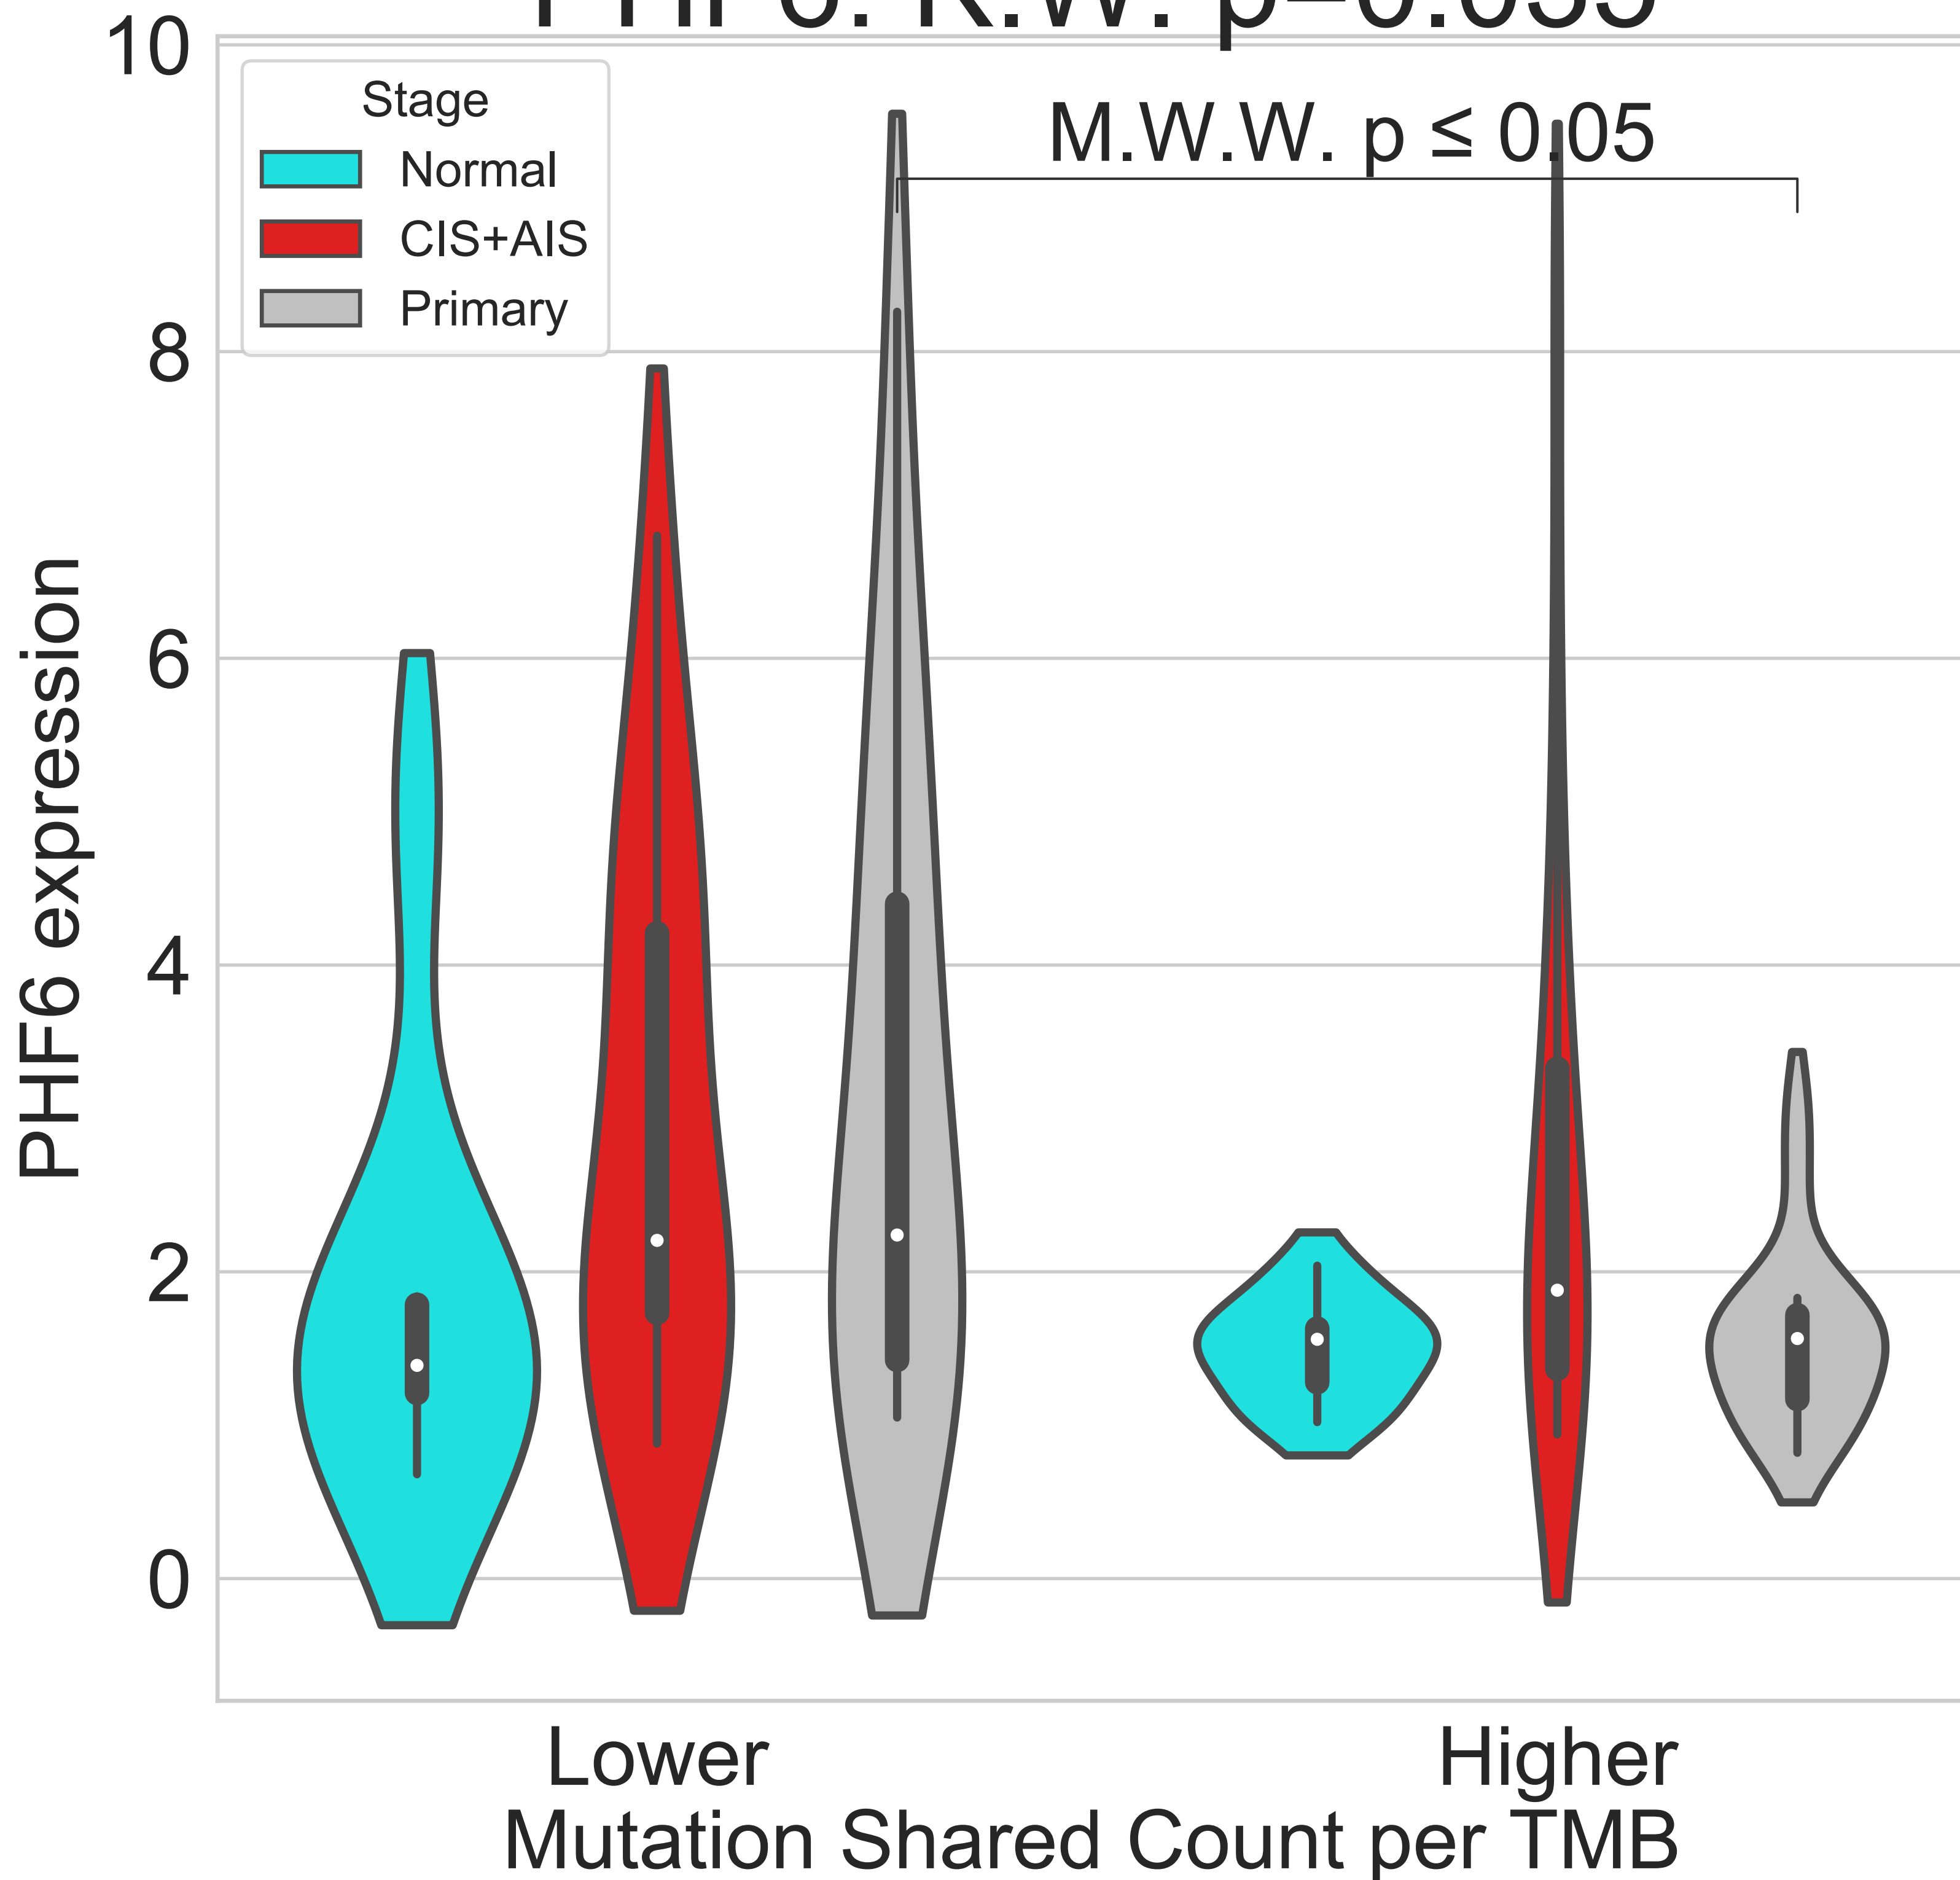 PHF6: K.W.
10
Stage
Normal
CIS+AIS
Primary
M.W.W. p ≤ 0.05
8
6
4
2
0
PHF6 expression
Lower
Higher
Mutation Shared Count per TMB